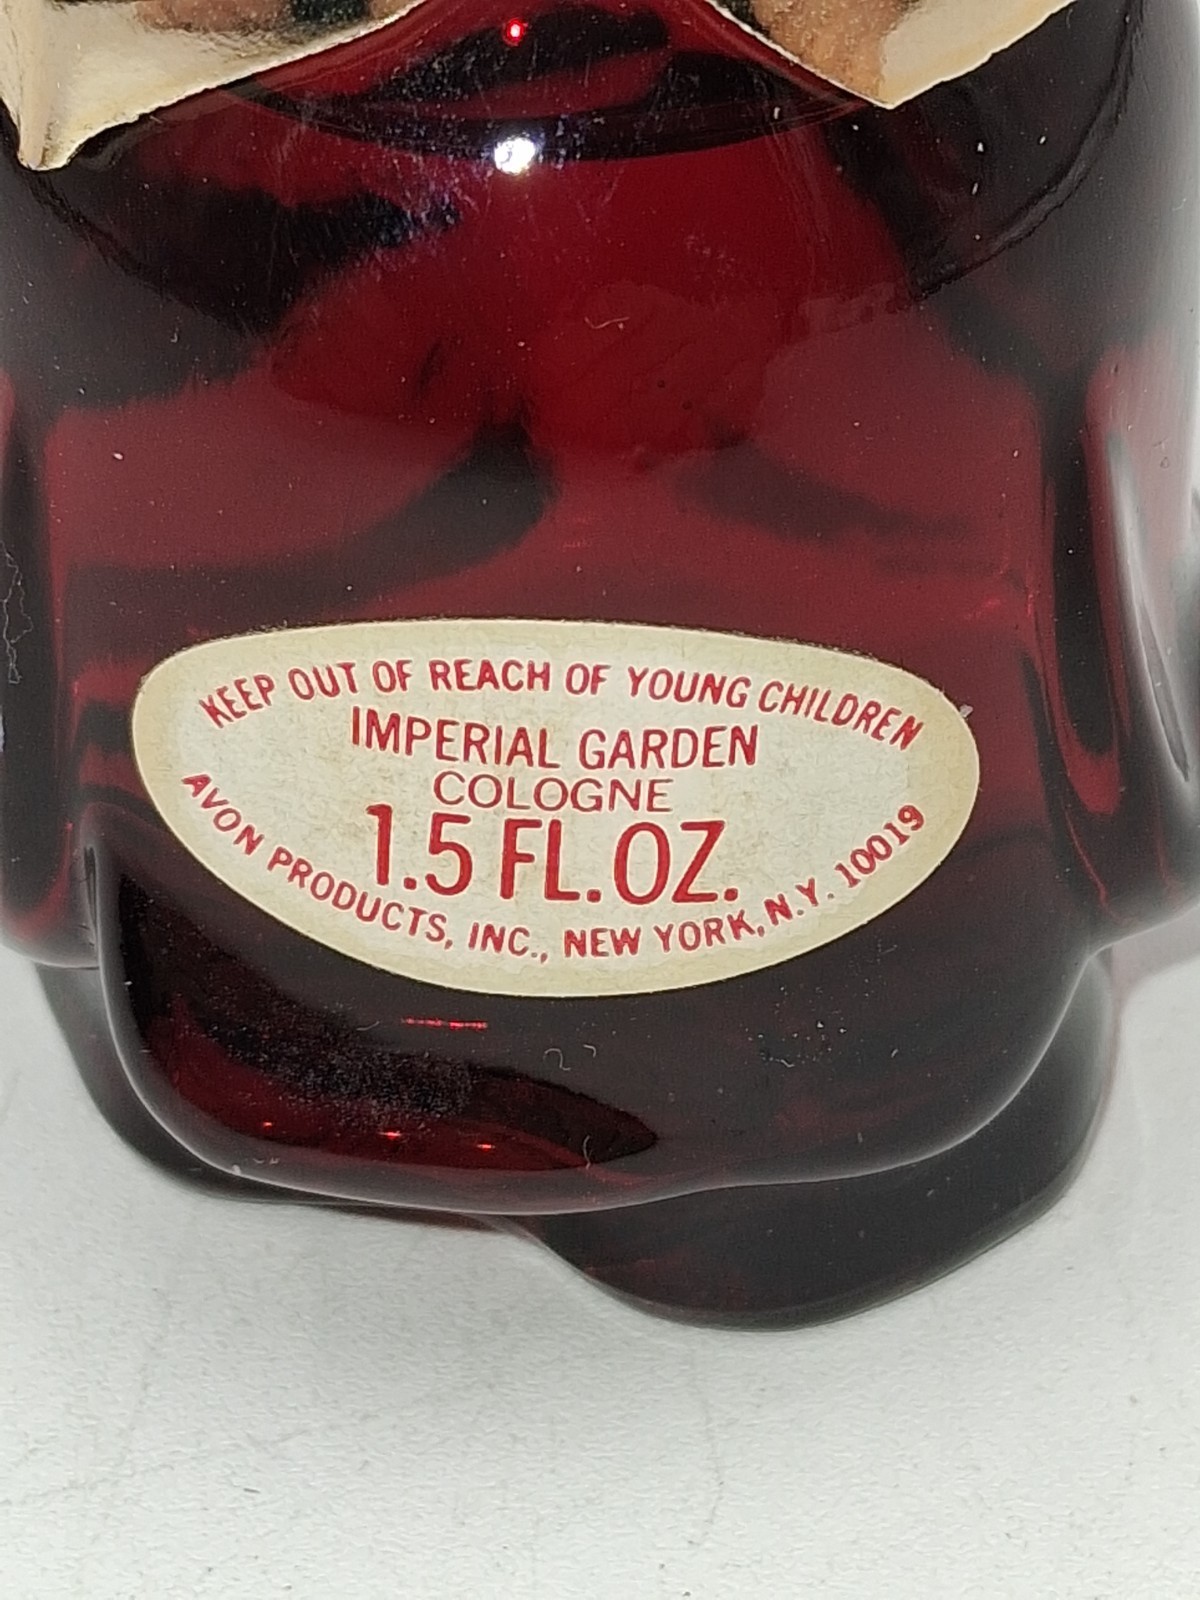 KEEP OUT OF REACH OF YOUNG CHILDREN
IMPERIAL GARDEN
COLOGNE
1.5 FL. OZ.
AVON PRODUCTS, INC., NEW YORK, N.Y. 10019